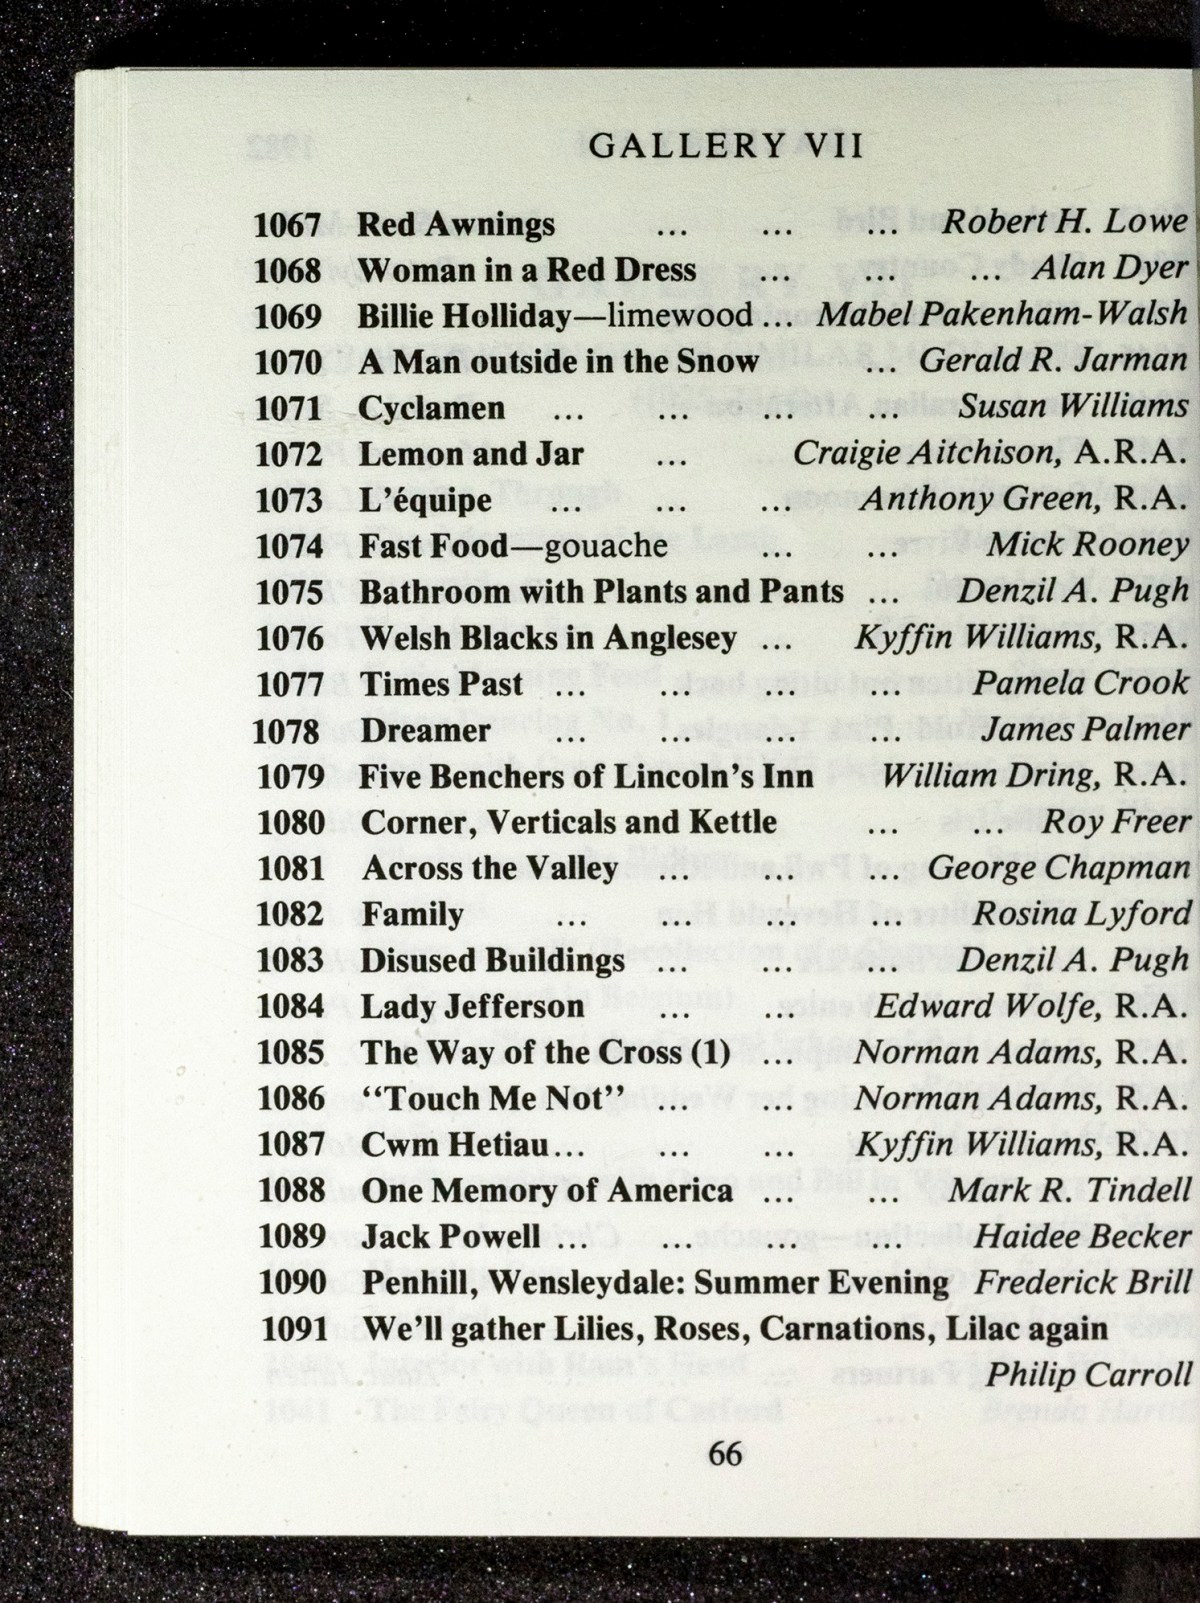 GALLERY VII
1067 Red Awnings ... ... ... Robert H. Lowe
1068 Woman in a Red Dress ... ... ... Alan Dyer
1069 Billie Holliday—limewood ... Mabel Pakenham-Walsh
1070 A Man outside in the Snow ... Gerald R. Jarman
1071 Cyclamen ... ... ... ... Susan Williams
1072 Lemon and Jar ... Craigie Aitchison, A.R.A.
1073 L'équipe ... ... ... Anthony Green, R.A.
1074 Fast Food—gouache ... ... Mick Rooney
1075 Bathroom with Plants and Pants ... Denzil A. Pugh
1076 Welsh Blacks in Anglesey ... Kyffin Williams, R.A.
1077 Times Past ... ... ... ... Pamela Crook
1078 Dreamer ... ... ... ... James Palmer
1079 Five Benchers of Lincoln's Inn William Dring, R.A.
1080 Corner, Verticals and Kettle ... ... Roy Freer
1081 Across the Valley ... ... ... George Chapman
1082 Family ... ... ... ... Rosina Lyford
1083 Disused Buildings ... ... ... Denzil A. Pugh
1084 Lady Jefferson ... ... Edward Wolfe, R.A.
1085 The Way of the Cross (1) ... Norman Adams, R.A.
1086 "Touch Me Not" ... ... Norman Adams, R.A.
1087 Cwm Hetiau ... ... ... Kyffin Williams, R.A.
1088 One Memory of America ... ... Mark R. Tindell
1089 Jack Powell ... ... ... ... Haidee Becker
1090 Penhill, Wensleydale: Summer Evening Frederick Brill
1091 We'll gather Lilies, Roses, Carnations, Lilac again
Philip Carroll
66